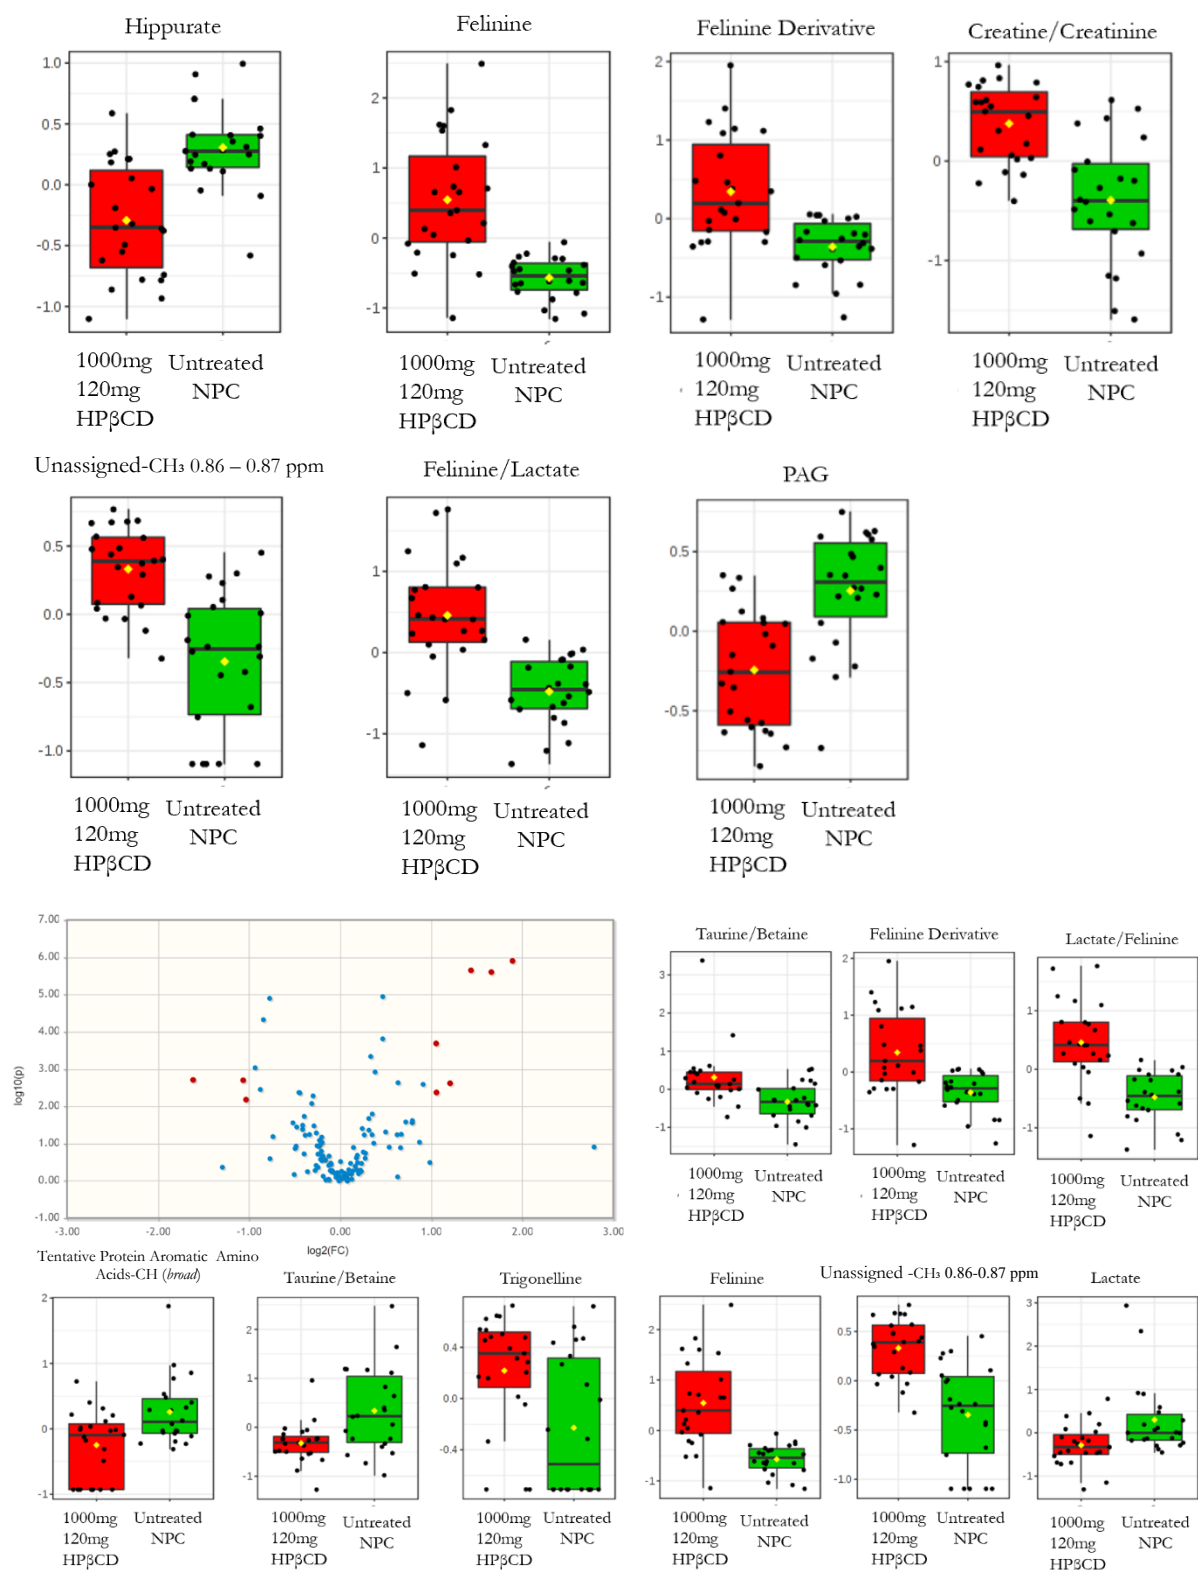 Hippurate
Felinine
Felinine Derivative
Creatine/Creatinine
1.0
0.5
0.0
-0.5
-1.0
2
1
0
-1
2
1
0
-1
1
0
-1
1000mg
120mg
HPβCD
Untreated
NPC
1000mg
120mg
HPβCD
Untreated
NPC
1000mg
120mg
HPβCD
Untreated
NPC
1000mg
120mg
HPβCD
Untreated
NPC
Unassigned-CH₃ 0.86 – 0.87 ppm
Felinine/Lactate
PAG
0.5
0.0
-0.5
-1.0
1
0
-1
0.5
0.0
-0.5
1000mg
120mg
HPβCD
Untreated
NPC
1000mg
120mg
HPβCD
Untreated
NPC
1000mg
120mg
HPβCD
Untreated
NPC
7.00
6.00
5.00
4.00
3.00
2.00
1.00
0.00
-1.00
log10(p)
-3.00
-2.00
-1.00
0.00
1.00
2.00
3.00
log2(FC)
Taurine/Betaine
Felinine Derivative
Lactate/Felinine
3
2
1
0
-1
2
1
0
-1
1
0
-1
1000mg
120mg
HPβCD
Untreated
NPC
1000mg
120mg
HPβCD
Untreated
NPC
1000mg
120mg
HPβCD
Untreated
NPC
Tentative Protein Aromatic Amino
Acids-CH (broad)
Taurine/Betaine
Trigonelline
Felinine
Unassigned -CH₃ 0.86-0.87 ppm
Lactate
2
1
0
-1
2
1
0
-1
0.4
0.0
-0.4
2
1
0
-1
0.5
0.0
-0.5
-1.0
3
2
1
0
-1
1000mg
120mg
HPβCD
Untreated
NPC
1000mg
120mg
HPβCD
Untreated
NPC
1000mg
120mg
HPβCD
Untreated
NPC
1000mg
120mg
HPβCD
Untreated
NPC
1000mg
120mg
HPβCD
Untreated
NPC
1000mg
120mg
HPβCD
Untreated
NPC